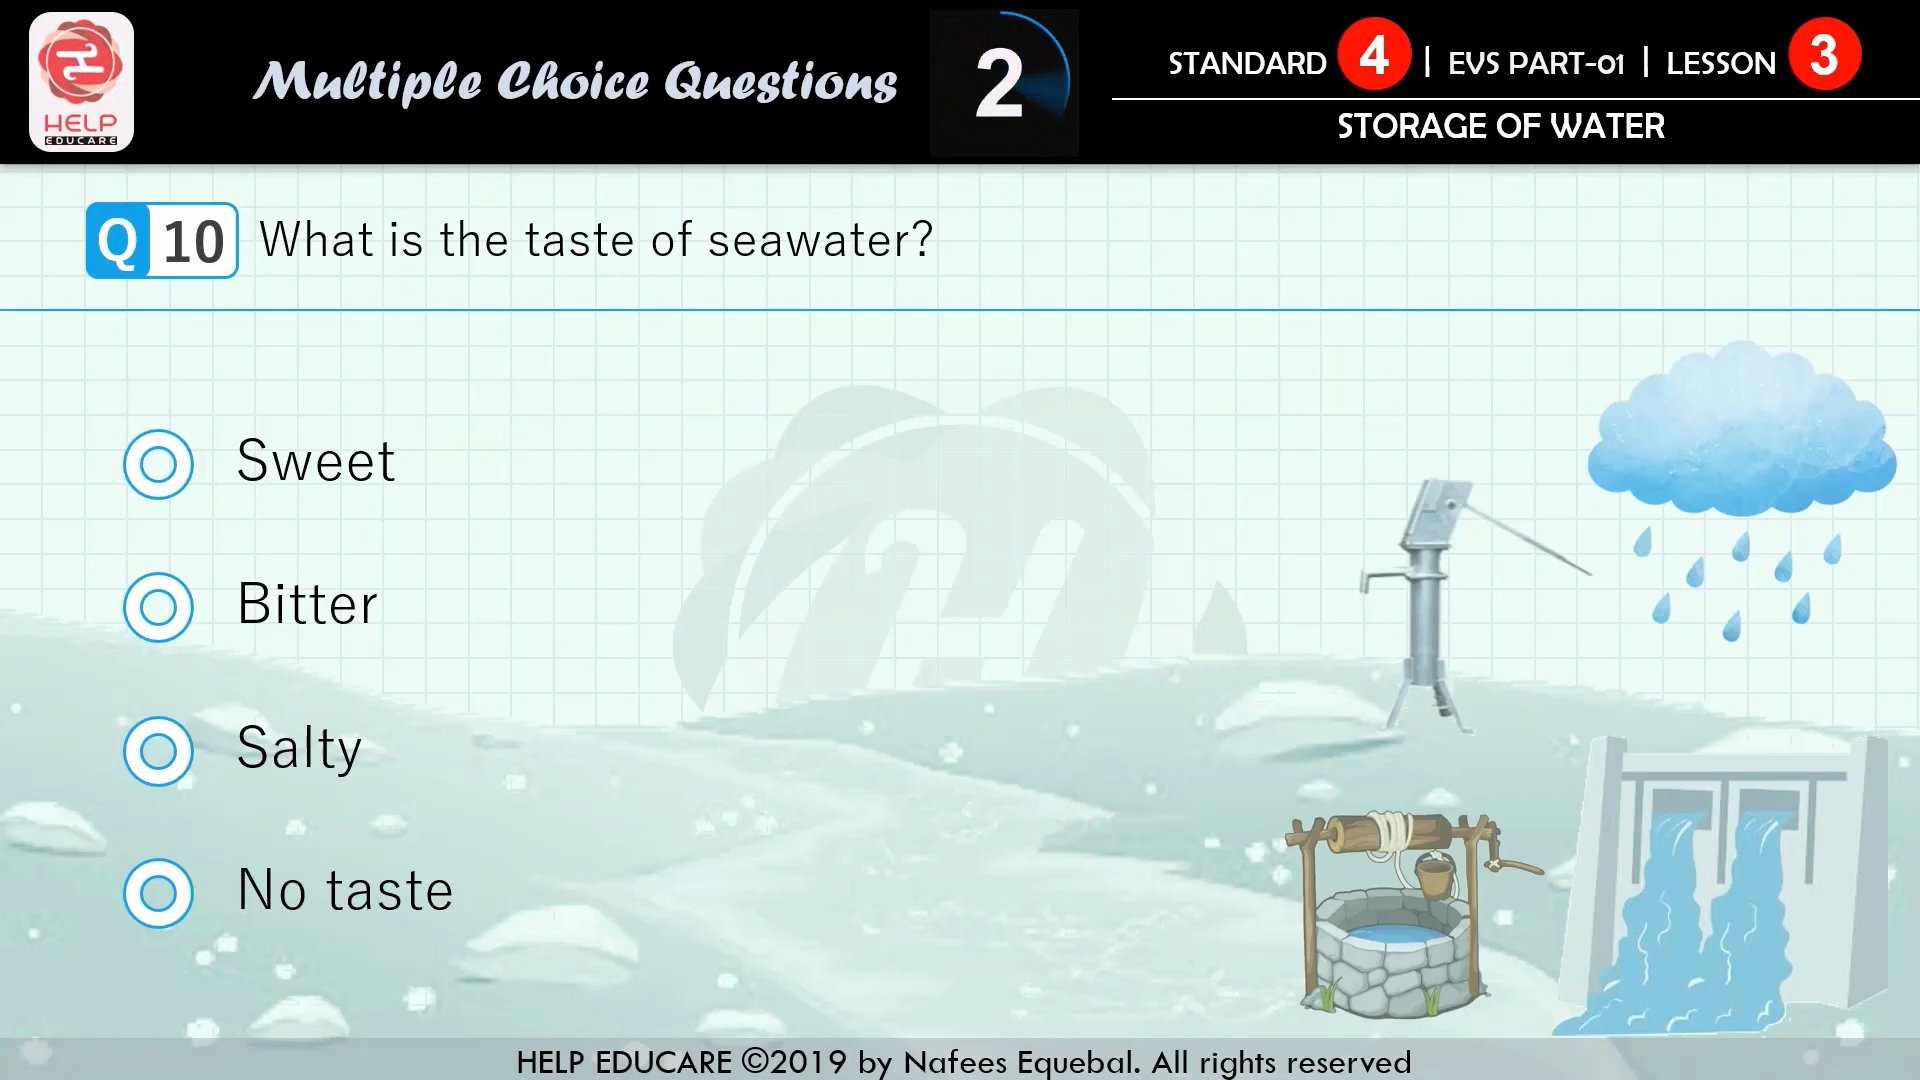 HELP
EDUCARE
Multiple Choice Questions
2
STANDARD 4 | EVS PART-01 | LESSON 3
STORAGE OF WATER
Q 10 What is the taste of seawater?
Sweet
Bitter
Salty
No taste
HELP EDUCARE ©2019 by Nafees Equebal. All rights reserved